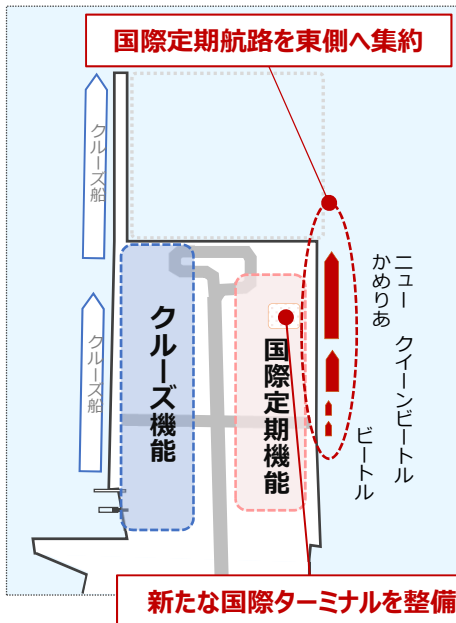 国際定期航路を東側へ集約
クルーズ船
クルーズ船
クルーズ機能
国際定期機能
ニュー
かめりあ
クイーンビートル
ビートル
新たな国際ターミナルを整備